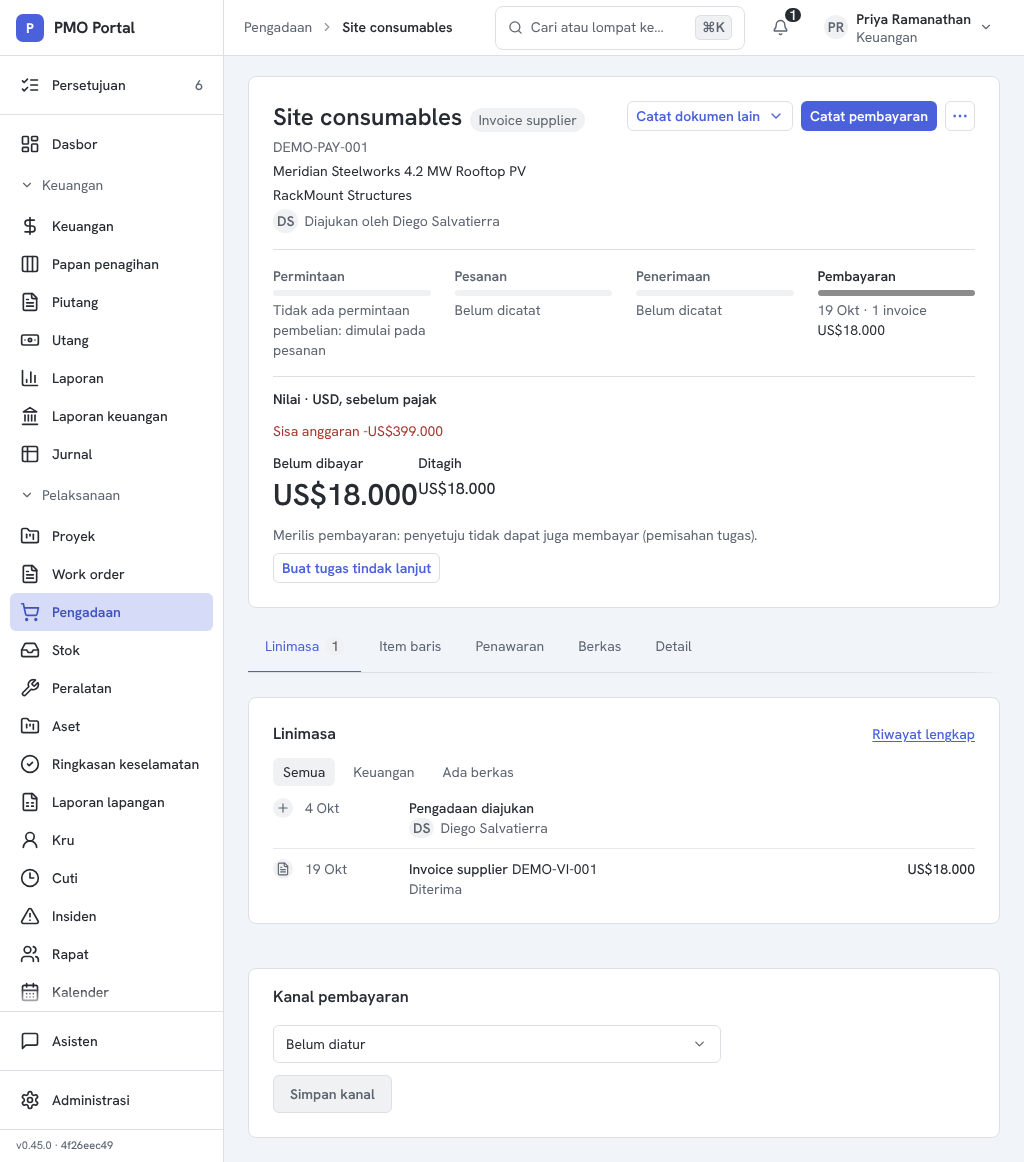 P PMO Portal
Pengadaan > Site consumables
Cari atau lompat ke... ⌘K
1
PR Priya Ramanathan
Keuangan
Persetujuan 6
Dasbor
Keuangan
Keuangan
Papan penagihan
Piutang
Utang
Laporan
Laporan keuangan
Jurnal
Pelaksanaan
Proyek
Work order
Pengadaan
Stok
Peralatan
Aset
Ringkasan keselamatan
Laporan lapangan
Kru
Cuti
Insiden
Rapat
Kalender
Asisten
Administrasi
v0.45.0 · 4f26eec49
Site consumables Invoice supplier
Catat dokumen lain
Catat pembayaran
DEMO-PAY-001
Meridian Steelworks 4.2 MW Rooftop PV
RackMount Structures
DS Diajukan oleh Diego Salvatierra
Permintaan
Tidak ada permintaan
pembelian: dimulai pada
pesanan
Pesanan
Belum dicatat
Penerimaan
Belum dicatat
Pembayaran
19 Okt · 1 invoice
US$18.000
Nilai · USD, sebelum pajak
Sisa anggaran -US$399.000
Belum dibayar
US$18.000
Ditagih
US$18.000
Merilis pembayaran: penyetuju tidak dapat juga membayar (pemisahan tugas).
Buat tugas tindak lanjut
Linimasa 1
Item baris
Penawaran
Berkas
Detail
Linimasa
Riwayat lengkap
Semua
Keuangan
Ada berkas
4 Okt
Pengadaan diajukan
DS Diego Salvatierra
19 Okt
Invoice supplier DEMO-VI-001
US$18.000
Diterima
Kanal pembayaran
Belum diatur
Simpan kanal